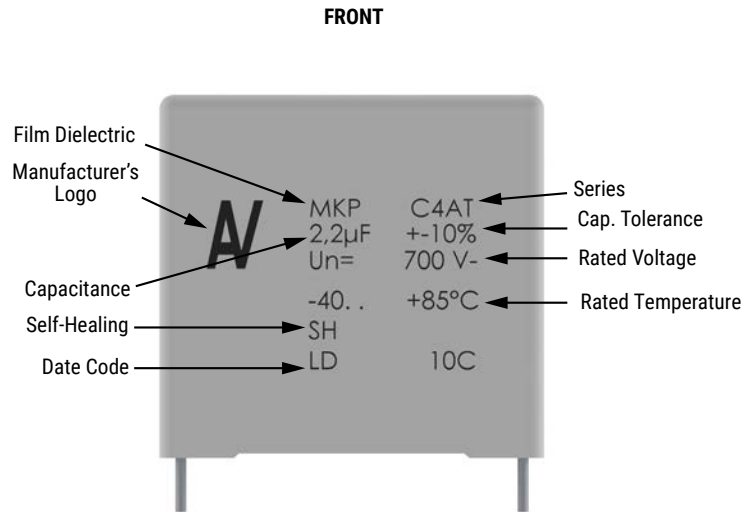 FRONT
Film Dielectric
Manufacturer's
Logo
Capacitance
Self-Healing
Date Code
AV
MKP C4AT
2,2µF +-10%
Un= 700 V-
-40. . +85°C
SH
LD 10C
Series
Cap. Tolerance
Rated Voltage
Rated Temperature